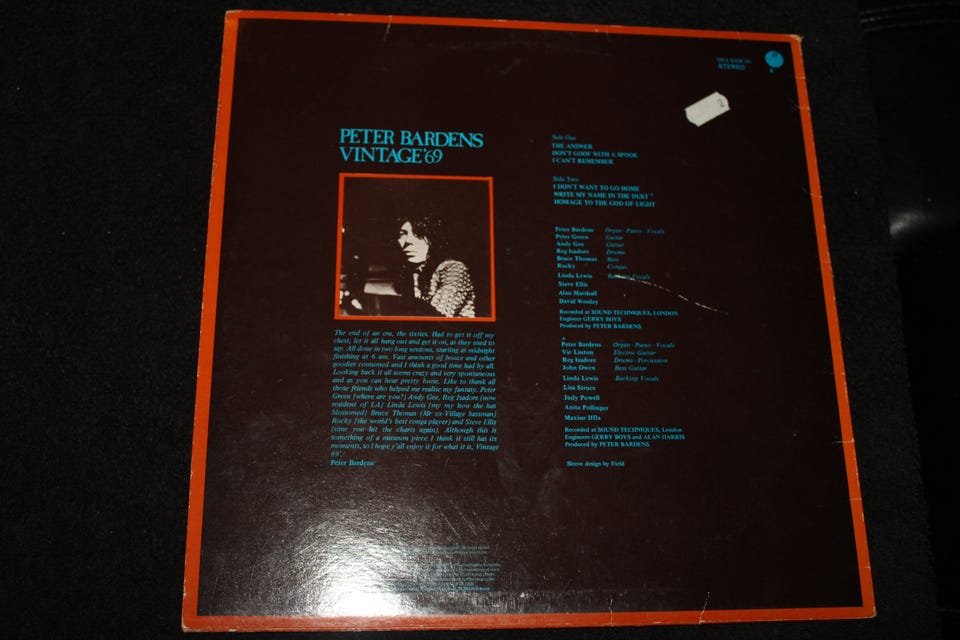 STEREO
2
PETER BARDENS
VINTAGE '69
The end of an era, the sixties. Had to get it off my
chest, let it all hang out and get it on, as they used to
say. All done in two long sessions, starting at midnight
finishing at 6 am. Vast amounts of booze and other
goodies consumed and I think a good time had by all.
Looking back it all seems crazy and very spontaneous
and as you can hear pretty loose. Like to thank all
those friends who helped me realise my fantasy. Peter
Green (where are you?) Andy Gee, Reg Isadore (now
resident of LA) Linda Lewis (my my how she has
blossomed) Bruce Thomas (Mr ex-Village bassman)
Rocky (the world's best conga player) and Steve Ellis
(time you hit the charts again). Although this is
something of a museum piece I think it still has its
moments, so I hope y'all enjoy it for what it is, Vintage
69'.
Peter Bardens
Side One
THE ANSWER
DON'T GOOF WITH A SPOOK
I CAN'T REMEMBER
Side Two
I DON'T WANT TO GO HOME
WRITE MY NAME IN THE DUST *
HOMAGE TO THE GOD OF LIGHT
Peter Bardens Organ · Piano · Vocals
Peter Green Guitar
Andy Gee Guitar
Reg Isadore Drums
Bruce Thomas Bass
Rocky Congas
Linda Lewis Backing Vocals
Steve Ellis
Alan Marshall
David Wooley
Recorded at SOUND TECHNIQUES, LONDON
Engineer GERRY BOYS
Produced by PETER BARDENS
*
Peter Bardens Organ · Piano · Vocals
Vic Linton Electric Guitar
Reg Isadore Drums · Percussion
John Owen Bass Guitar
Linda Lewis Backing Vocals
Liza Strike
Judy Powell
Anita Pollinger
Maxine Iffla
Recorded at SOUND TECHNIQUES, London
Engineers GERRY BOYS and ALAN HARRIS
Produced by PETER BARDENS
Sleeve design by Field